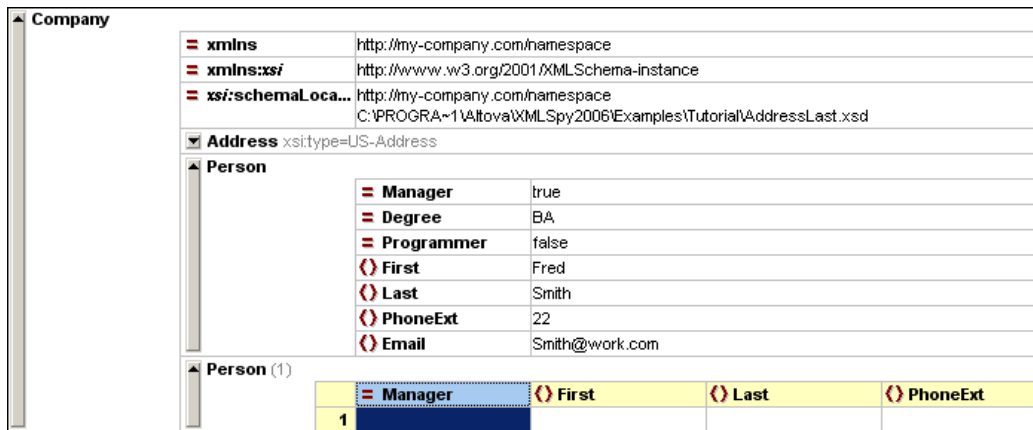 Company
= xmlns http://my-company.com/namespace
= xmlns:xsi http://www.w3.org/2001/XMLSchema-instance
= xsi:schemaLoca... http://my-company.com/namespace
C:\PROGRA~1\Altova\XMLSpy2006\Examples\Tutorial\AddressLast.xsd
Address xsi:type=US-Address
Person
= Manager true
= Degree BA
= Programmer false
() First Fred
() Last Smith
() PhoneExt 22
() Email Smith@work.com
Person (1)
= Manager () First () Last () PhoneExt
1